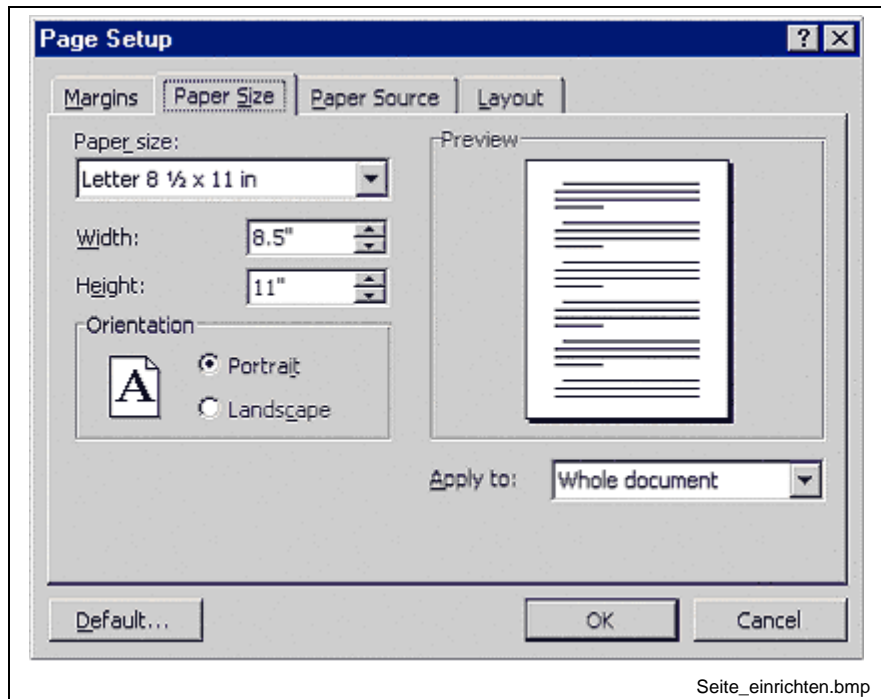 Page Setup
Margins Paper Size Paper Source Layout
Paper size:
Letter 8 ½ x 11 in
Width: 8.5"
Height: 11"
Orientation
A
Portrait
Landscape
Preview
Apply to: Whole document
Default... OK Cancel
Seite_einrichten.bmp